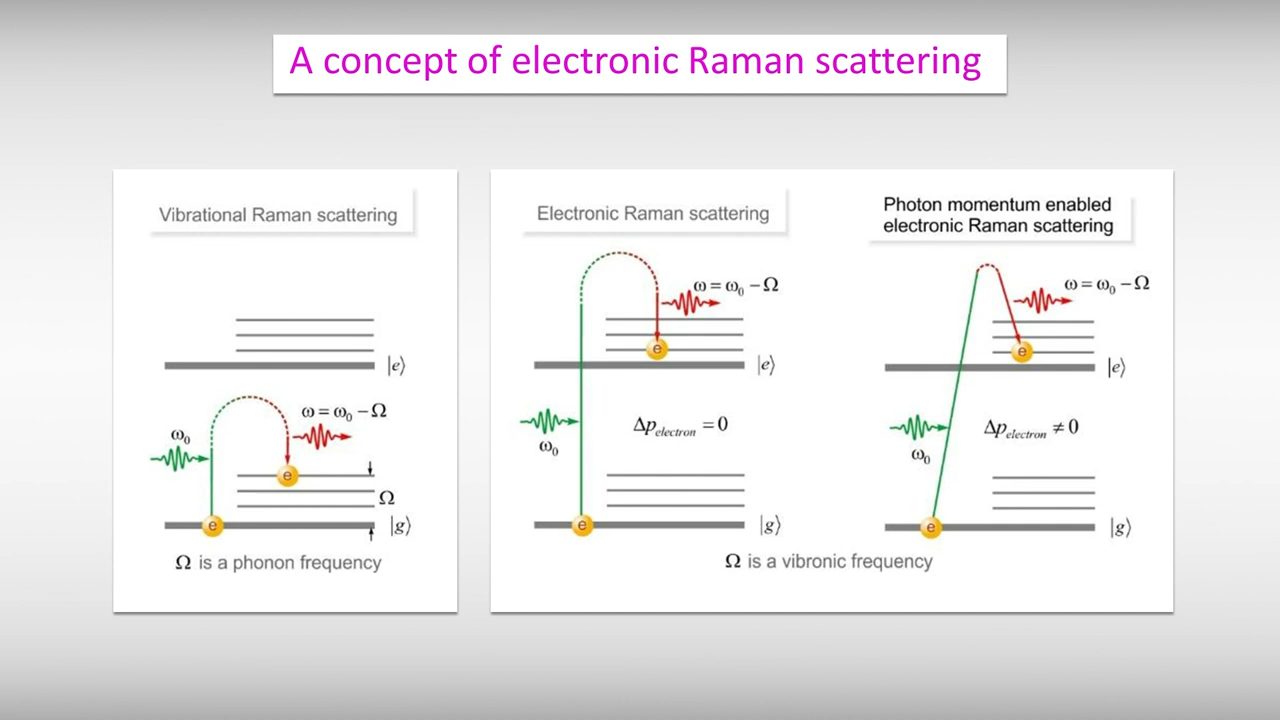 A concept of electronic Raman scattering
Vibrational Raman scattering
|e⟩
ω₀
ω = ω₀ − Ω
e
Ω
e
|g⟩
Ω is a phonon frequency
Electronic Raman scattering
ω = ω₀ − Ω
e
|e⟩
Δp_electron = 0
ω₀
e
|g⟩
Photon momentum enabled
electronic Raman scattering
ω = ω₀ − Ω
e
|e⟩
Δp_electron ≠ 0
ω₀
e
|g⟩
Ω is a vibronic frequency